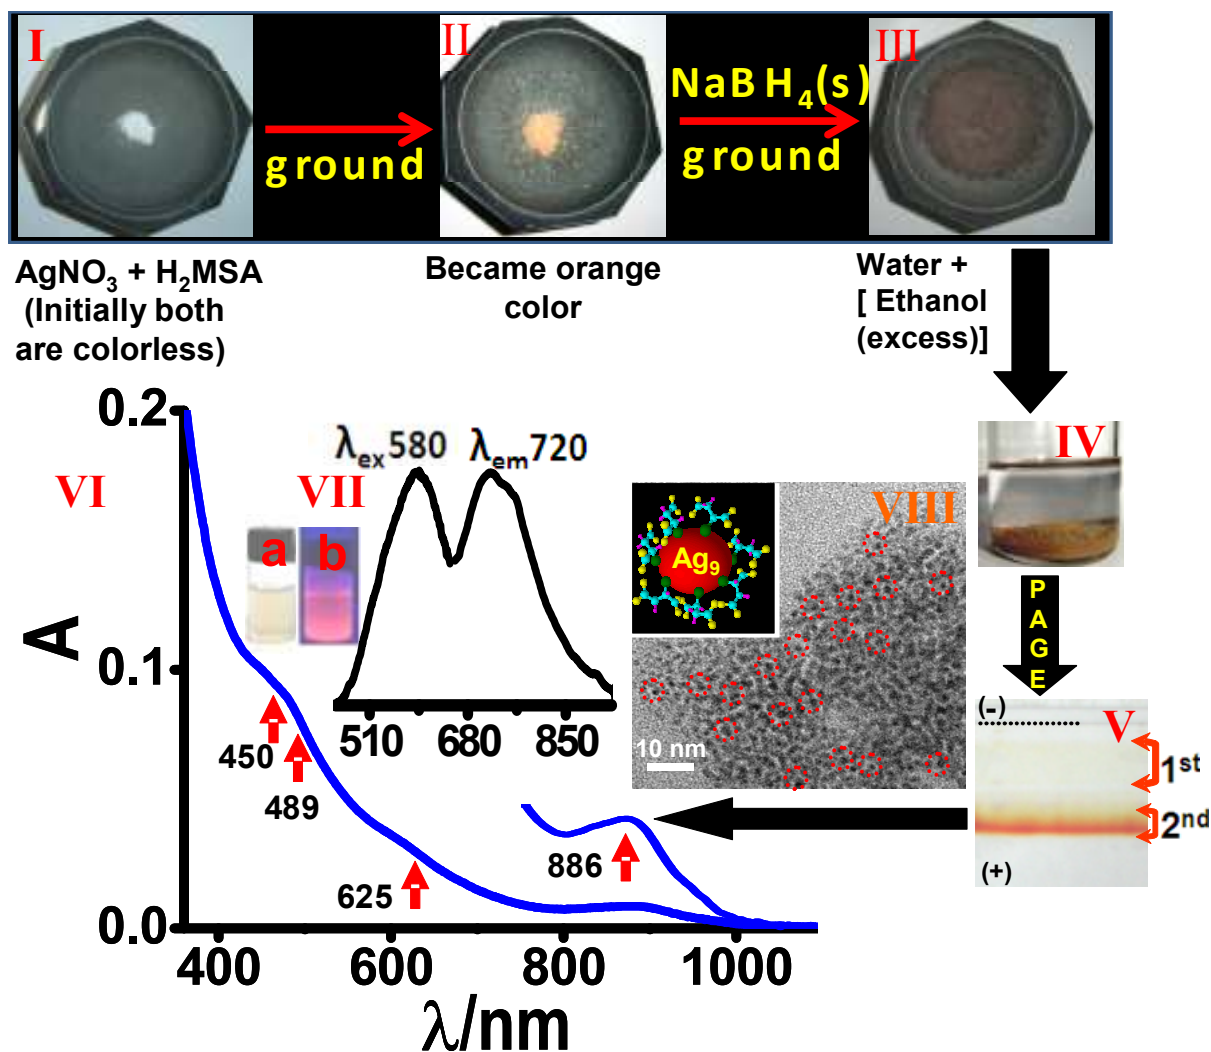 I
II
III
ground
NaBH₄(s)
ground
AgNO₃ + H₂MSA
(Initially both
are colorless)
Became orange
color
Water +
[ Ethanol
(excess)]
IV
PAGE
V
(-)
1st
2nd
(+)
VI
VII
a
b
λex580
λem720
510
680
850
VIII
Ag₉
10 nm
A
0.2
0.1
0.0
450
489
625
886
400
600
800
1000
λ/nm